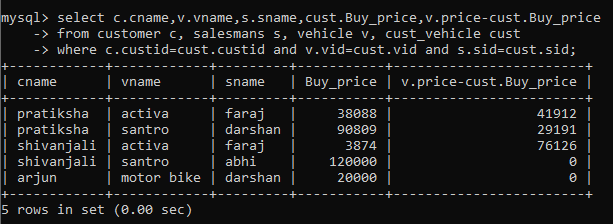 mysql> select c.cname,v.vname,s.sname,cust.Buy_price,v.price-cust.Buy_price
    -> from customer c, salesmans s, vehicle v, cust_vehicle cust
    -> where c.custid=cust.custid and v.vid=cust.vid and s.sid=cust.sid;
+------------+------------+---------+-----------+------------------------+
| cname      | vname      | sname   | Buy_price | v.price-cust.Buy_price |
+------------+------------+---------+-----------+------------------------+
| pratiksha  | activa     | faraj   |     38088 |                  41912 |
| pratiksha  | santro     | darshan |     90809 |                  29191 |
| shivanjali | activa     | faraj   |      3874 |                  76126 |
| shivanjali | santro     | abhi    |    120000 |                      0 |
| arjun      | motor bike | darshan |     20000 |                      0 |
+------------+------------+---------+-----------+------------------------+
5 rows in set (0.00 sec)